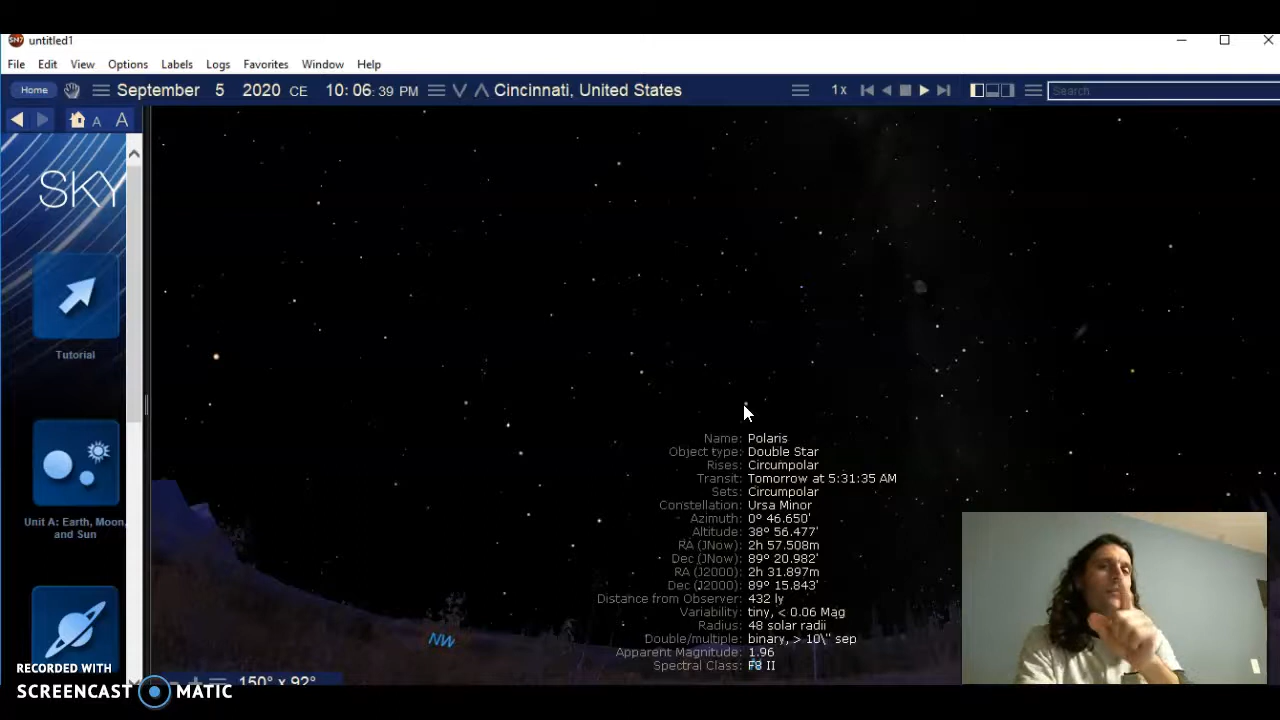 untitled1
File Edit View Options Labels Logs Favorites Window Help
Home September 5 2020 CE 10: 06: 39 PM Cincinnati, United States 1x Search
A A
SKY
Tutorial
Unit A: Earth, Moon,
and Sun
Name: Polaris
Object type: Double Star
Rises: Circumpolar
Transit: Tomorrow at 5:31:35 AM
Sets: Circumpolar
Constellation: Ursa Minor
Azimuth: 0° 46.650'
Altitude: 38° 56.477'
RA (JNow): 2h 57.508m
Dec (JNow): 89° 20.982'
RA (J2000): 2h 31.897m
Dec (J2000): 89° 15.843'
Distance from Observer: 432 ly
Variability: tiny, < 0.06 Mag
Radius: 48 solar radii
Double/multiple: binary, > 10\" sep
Apparent Magnitude: 1.96
Spectral Class: F8 II
NW
150° x 92°
RECORDED WITH
SCREENCAST MATIC